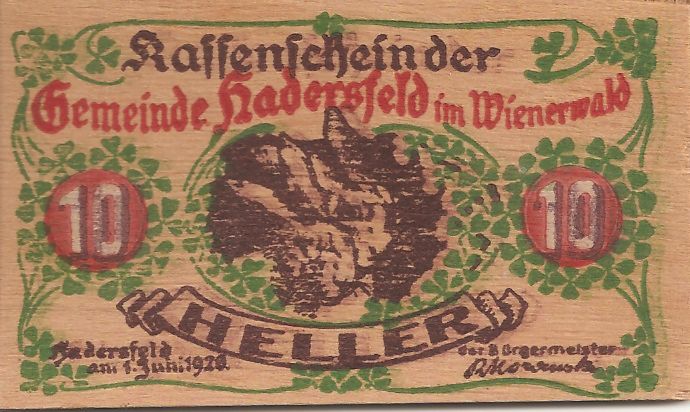 Kassenschein der
Gemeinde Hadersfeld im Wienerwald
10
10
HELLER
Hadersfeld
am 1. Juni 1920
der Bürgermeister